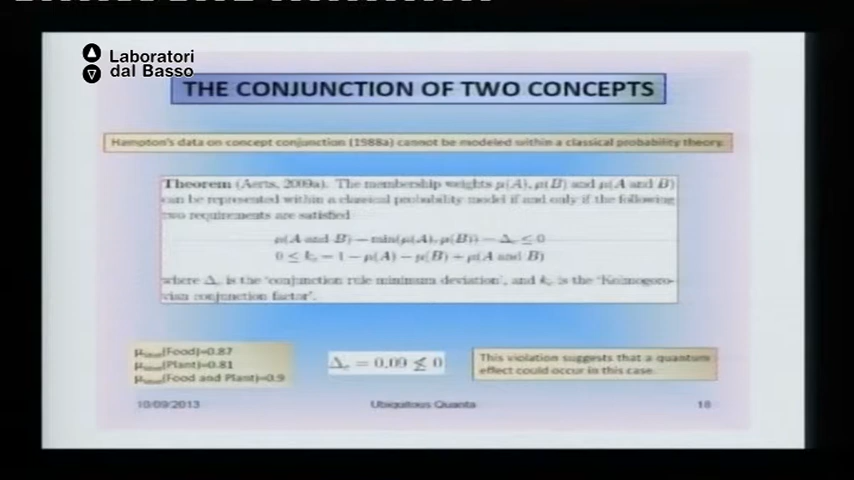 Laboratori
dal Basso
THE CONJUNCTION OF TWO CONCEPTS
Hampton's data on concept conjunction (1988a) cannot be modeled within a classical probability theory.
Theorem (Aerts, 2009a). The membership weights μ(A), μ(B) and μ(A and B)
can be represented within a classical probability model if and only if the following
two requirements are satisfied
μ(A and B) − min(μ(A), μ(B)) = Δc ≤ 0
0 ≤ kc = 1 − μ(A) − μ(B) + μ(A and B)
where Δc is the 'conjunction rule minimum deviation', and kc is the 'Kolmogoro-
vian conjunction factor'.
(Food)=0.87
(Plant)=0.81
(Food and Plant)=0.9
Δc = 0.09 ≰ 0
This violation suggests that a quantum
effect could occur in this case.
10/09/2013
Ubiquitous Quanta
18